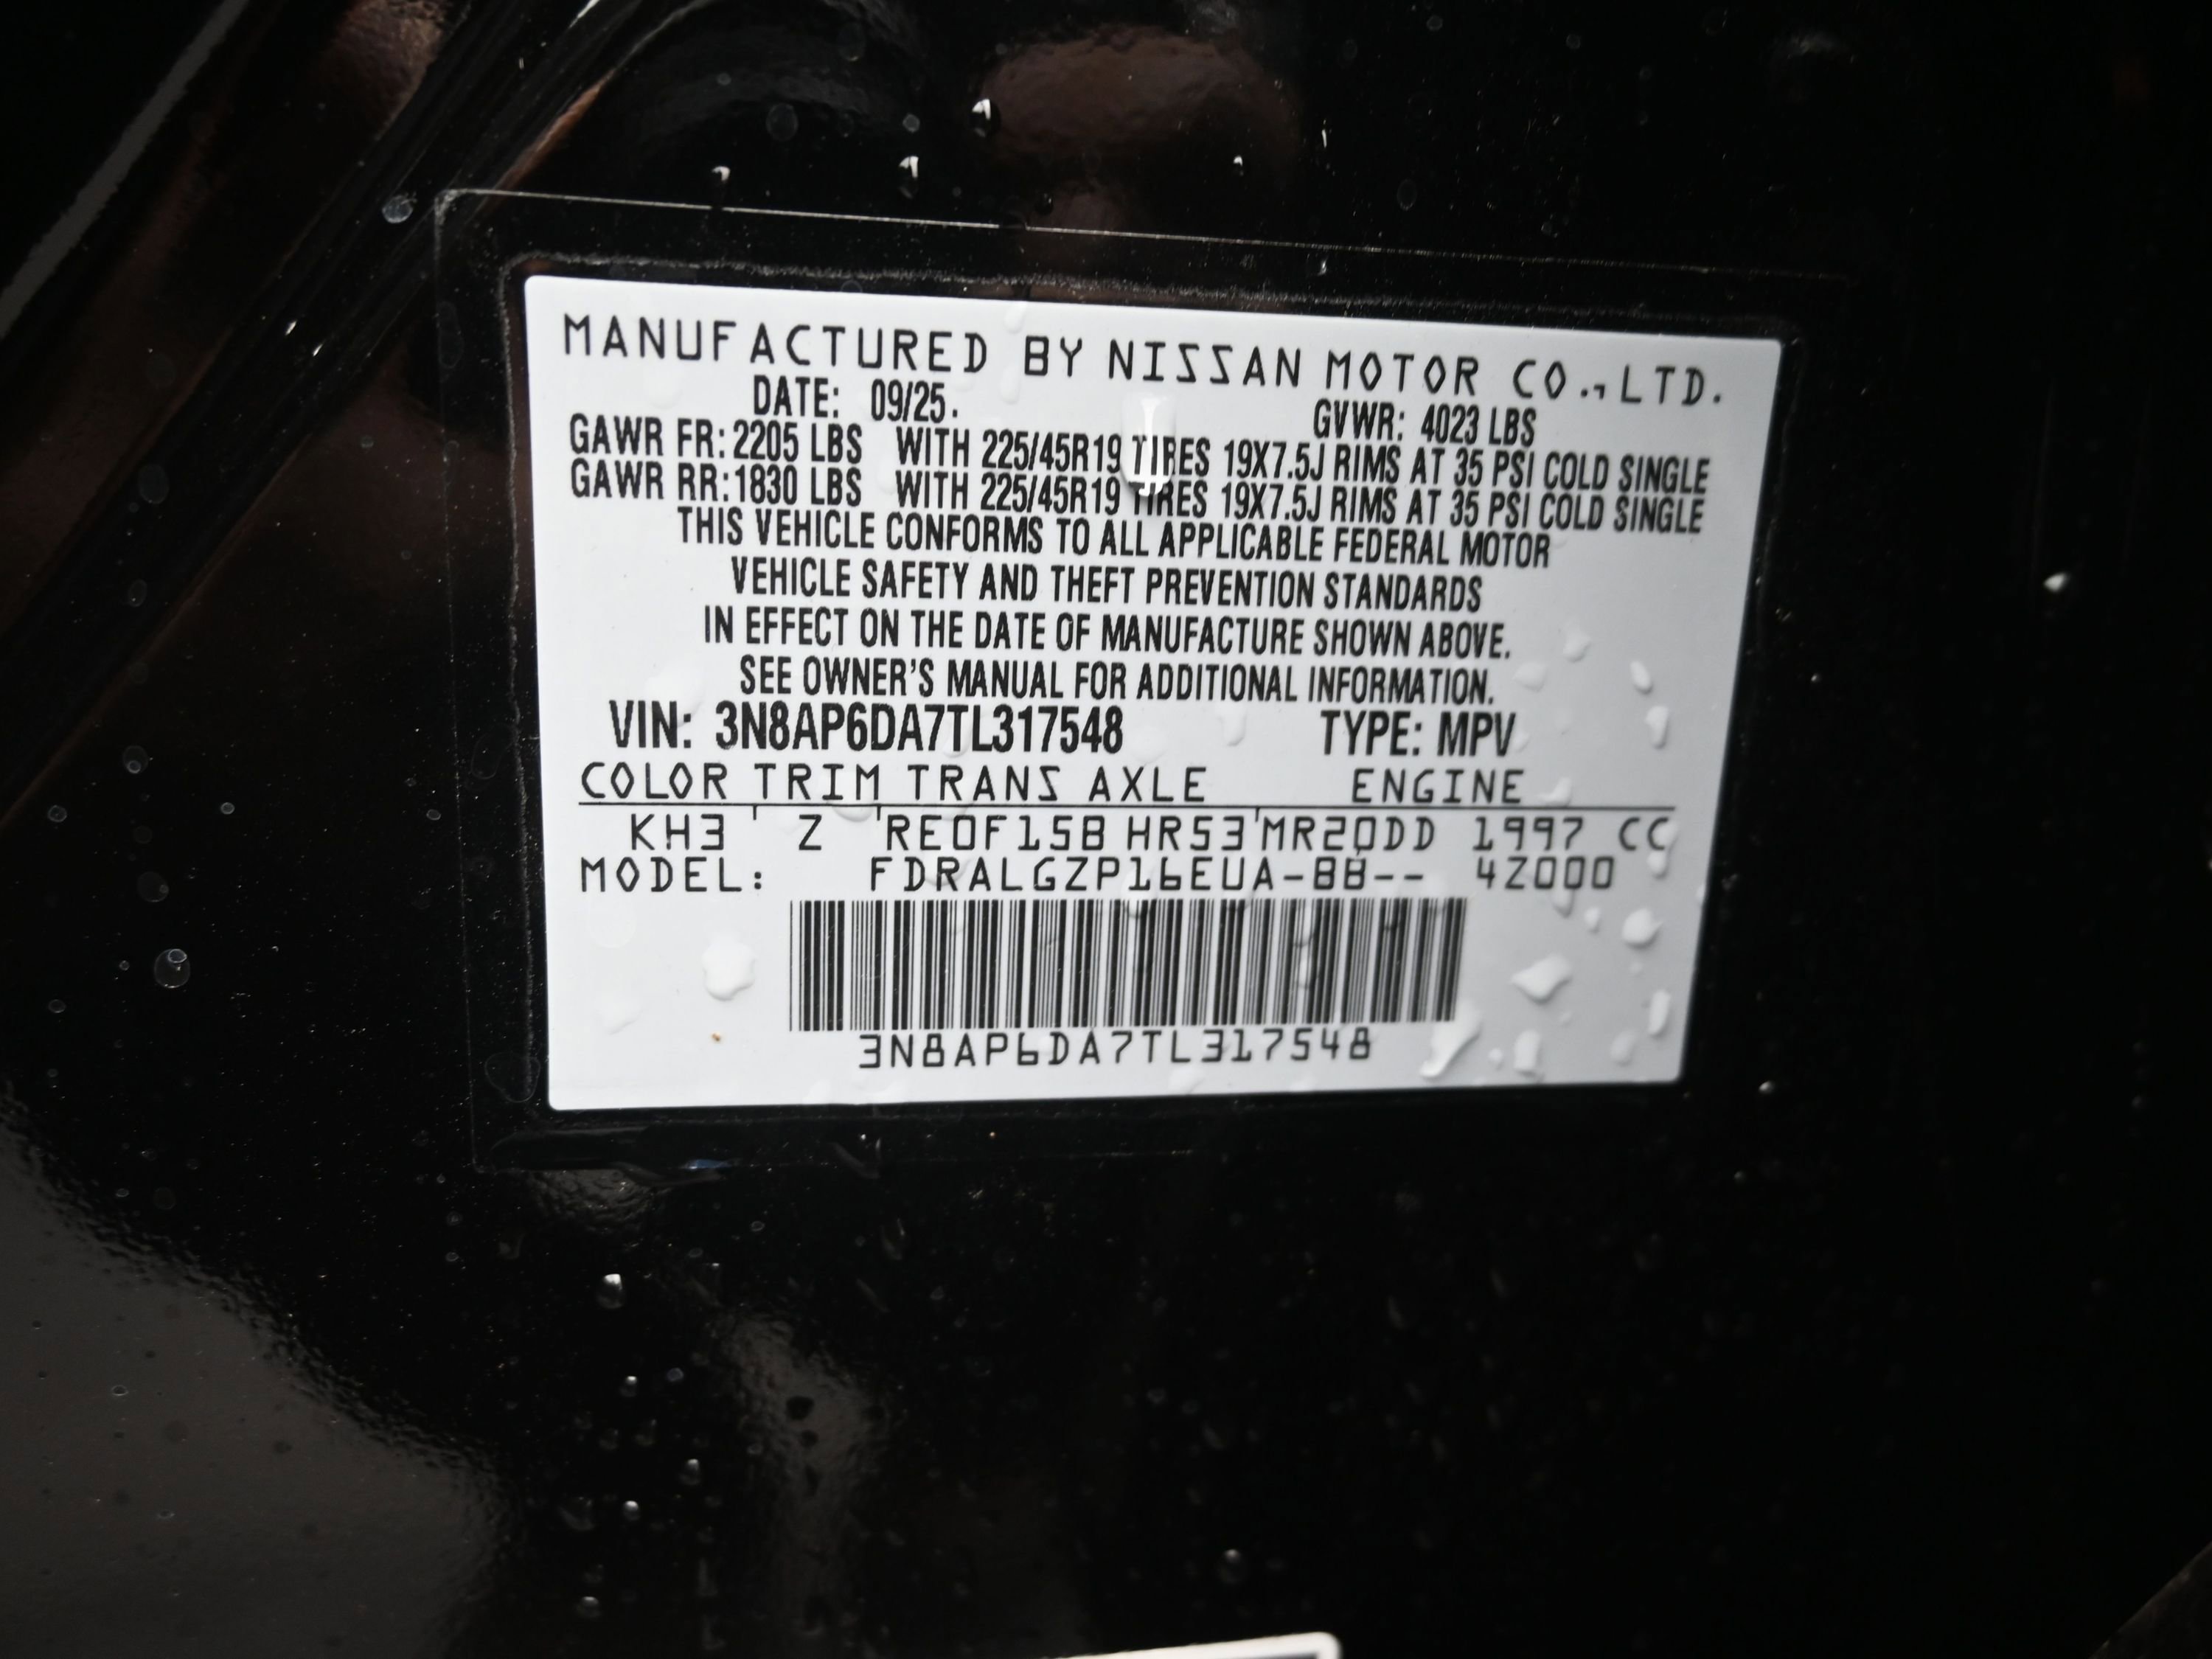 MANUFACTURED BY NISSAN MOTOR CO.,LTD.
DATE: 09/25. GVWR: 4023 LBS
GAWR FR:2205 LBS WITH 225/45R19 TIRES 19X7.5J RIMS AT 35 PSI COLD SINGLE
GAWR RR:1830 LBS WITH 225/45R19 TIRES 19X7.5J RIMS AT 35 PSI COLD SINGLE
THIS VEHICLE CONFORMS TO ALL APPLICABLE FEDERAL MOTOR
VEHICLE SAFETY AND THEFT PREVENTION STANDARDS
IN EFFECT ON THE DATE OF MANUFACTURE SHOWN ABOVE.
SEE OWNER'S MANUAL FOR ADDITIONAL INFORMATION.
VIN: 3N8AP6DA7TL317548 TYPE: MPV
COLOR TRIM TRANS AXLE ENGINE
KH3 Z RE0F15B HR53 MR20DD 1997 CC
MODEL: FDRALGZP16EUA-BB-- 4Z000
3N8AP6DA7TL317548